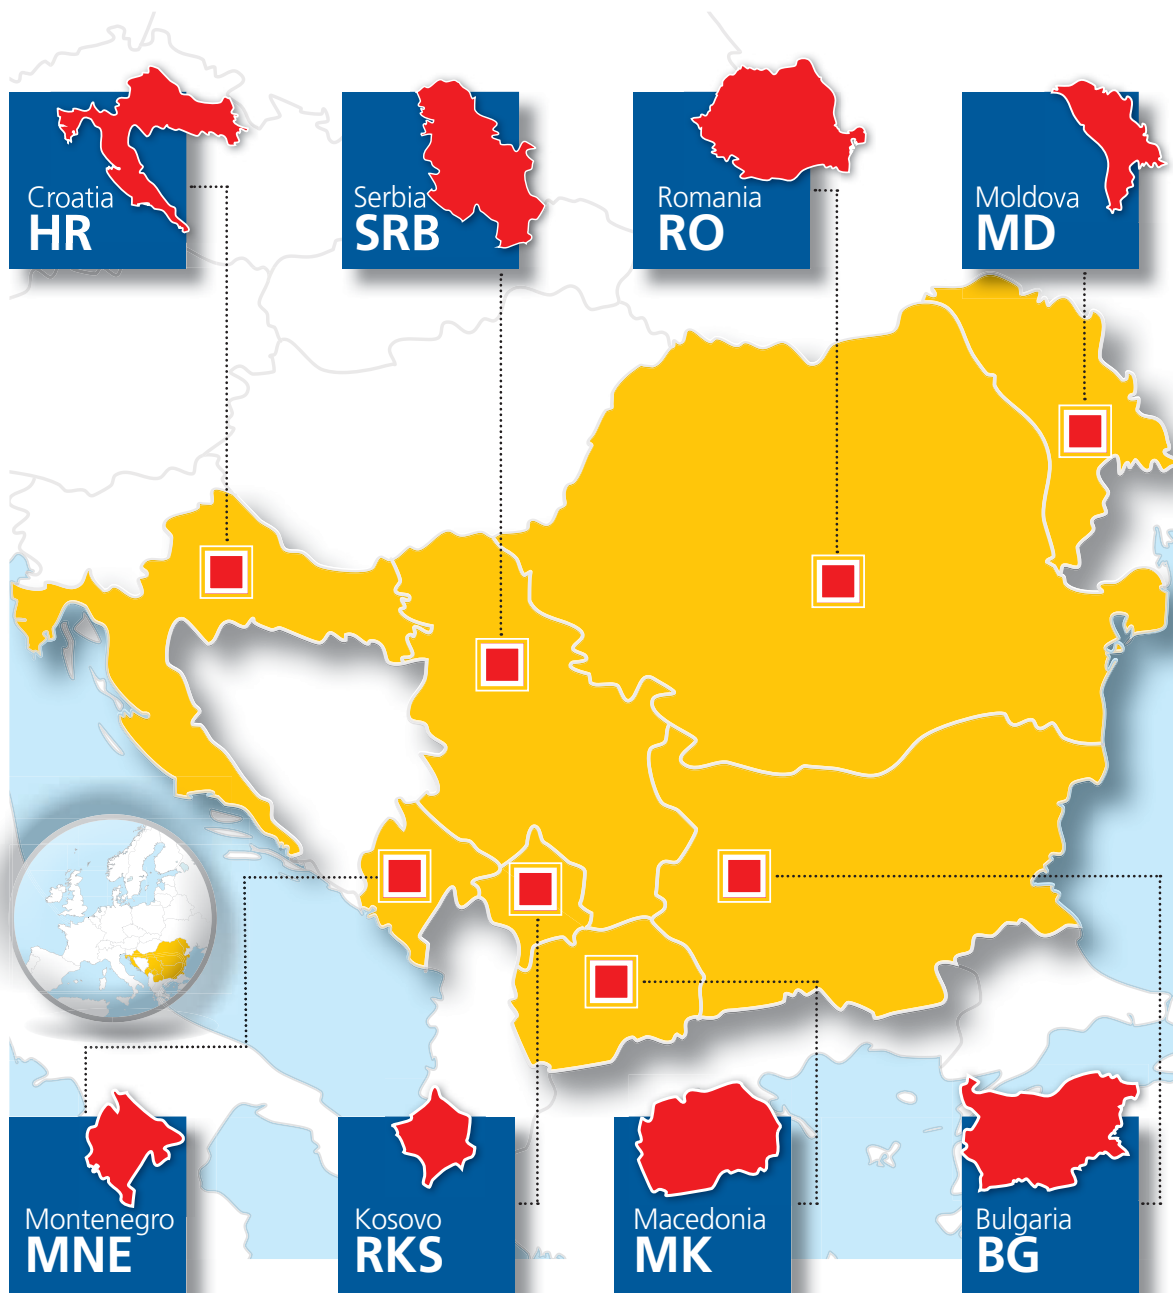 Croatia
HR
Serbia
SRB
Romania
RO
Moldova
MD
Montenegro
MNE
Kosovo
RKS
Macedonia
MK
Bulgaria
BG